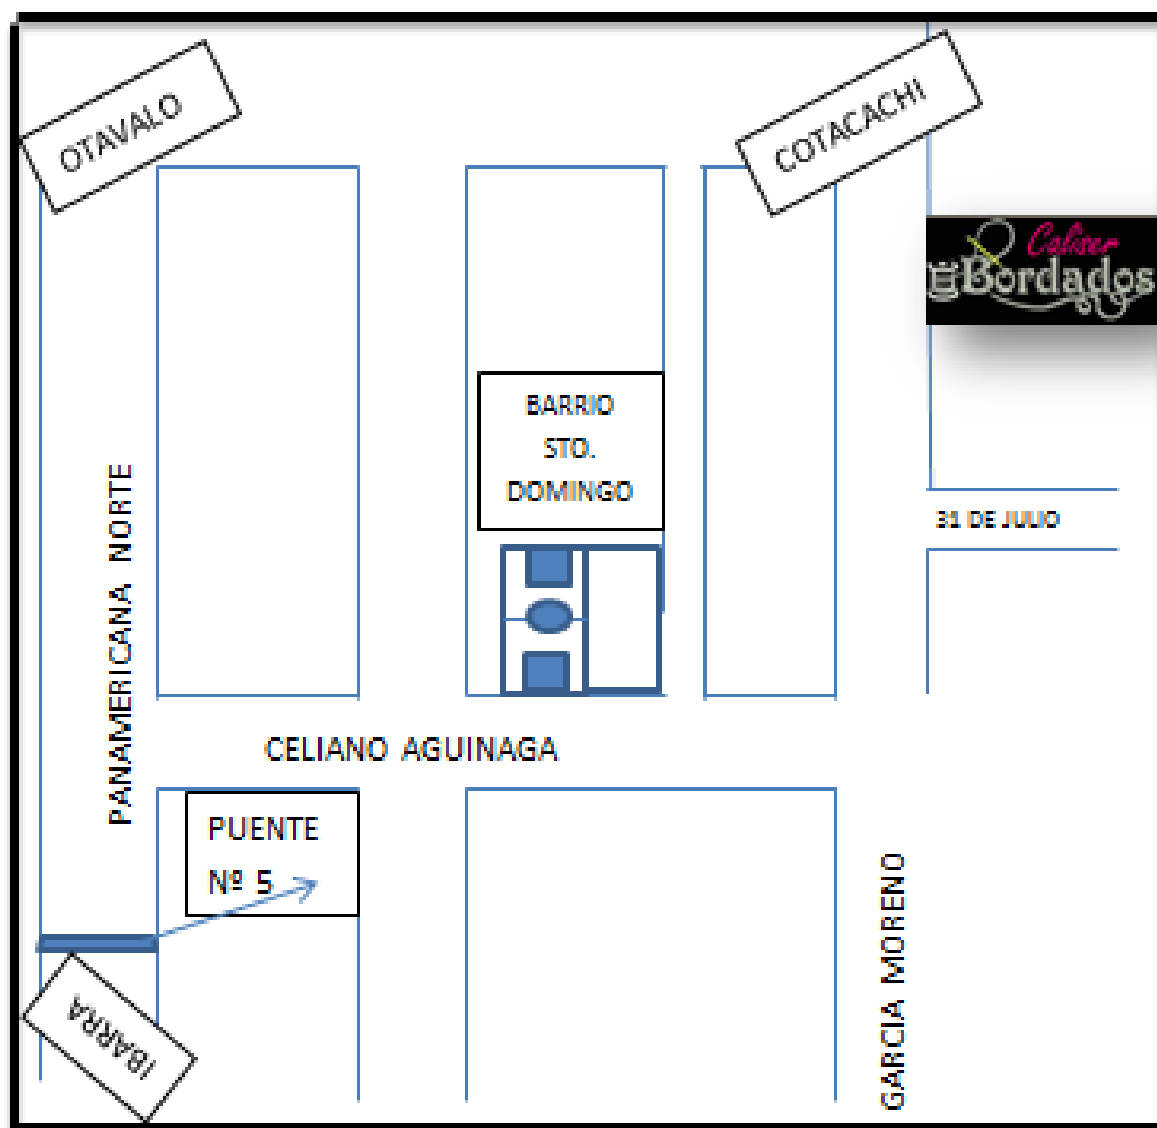 OTAVALO
COTACACHI
Caliser
Bordados
BARRIO
STO.
DOMINGO
31 DE JULIO
PANAMERICANA NORTE
CELIANO AGUINAGA
PUENTE
Nº 5
GARCIA MORENO
IBARRA